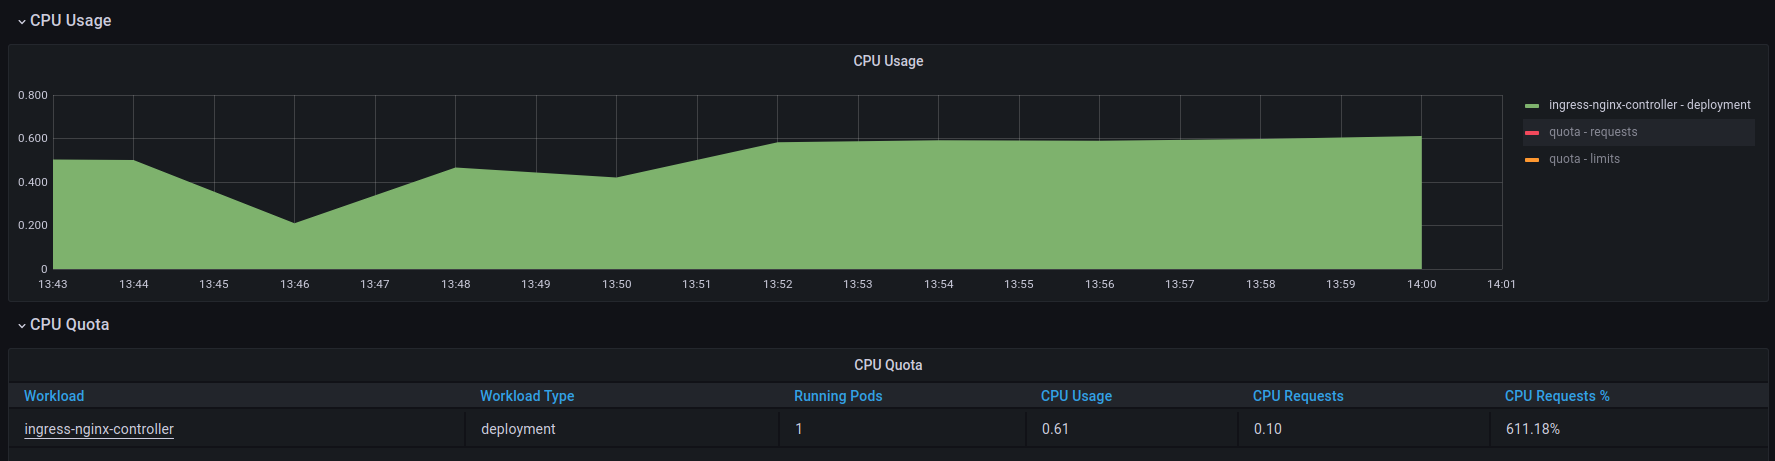 CPU Usage
CPU Usage
0.800
0.600
0.400
0.200
0
13:43 13:44 13:45 13:46 13:47 13:48 13:49 13:50 13:51 13:52 13:53 13:54 13:55 13:56 13:57 13:58 13:59 14:00 14:01
ingress-nginx-controller - deployment
quota - requests
quota - limits
CPU Quota
CPU Quota
Workload Workload Type Running Pods CPU Usage CPU Requests CPU Requests %
ingress-nginx-controller deployment 1 0.61 0.10 611.18%